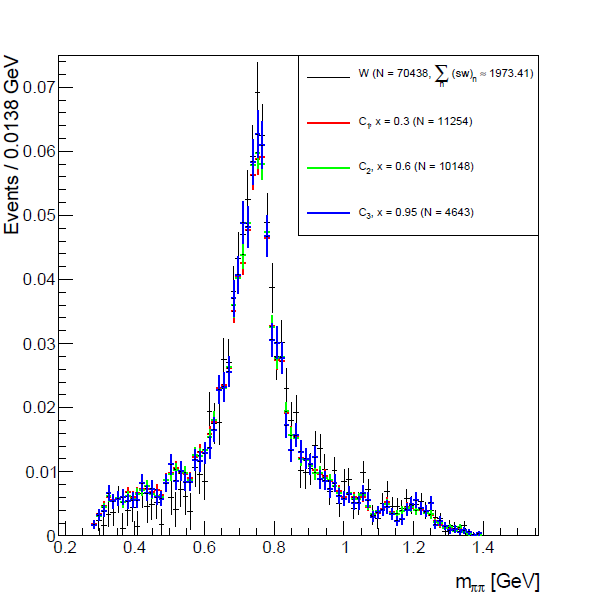 Events / 0.0138 GeV
0.07
0.06
0.05
0.04
0.03
0.02
0.01
0
W (N = 70438, ∑n (sw)n ≈ 1973.41)
C1, x = 0.3 (N = 11254)
C2, x = 0.6 (N = 10148)
C3, x = 0.95 (N = 4643)
0.2 0.4 0.6 0.8 1 1.2 1.4
mππ [GeV]